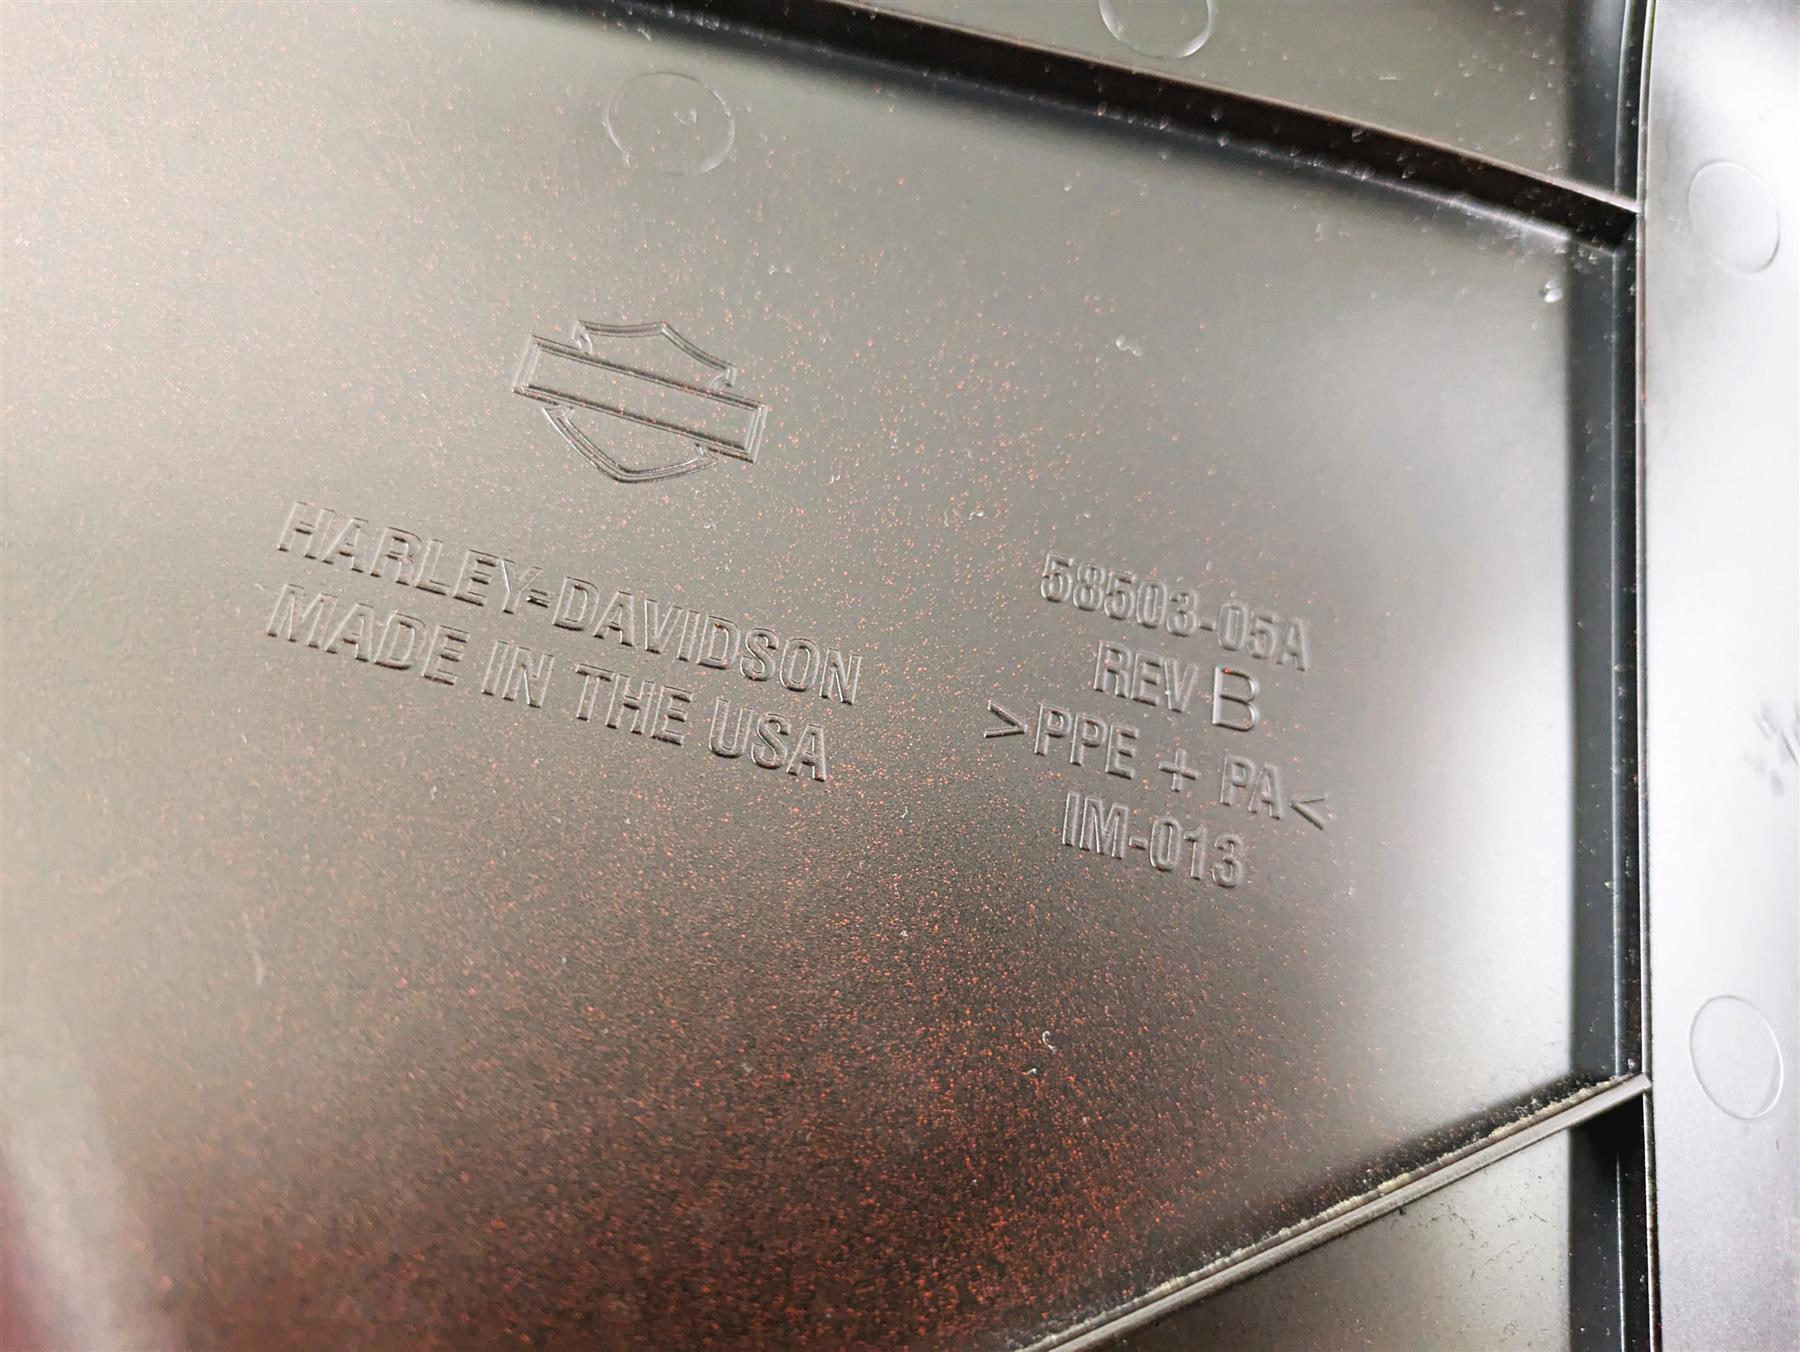 HARLEY-DAVIDSON
MADE IN THE USA
58503-05A
REV B
>PPE + PA<
IM-013